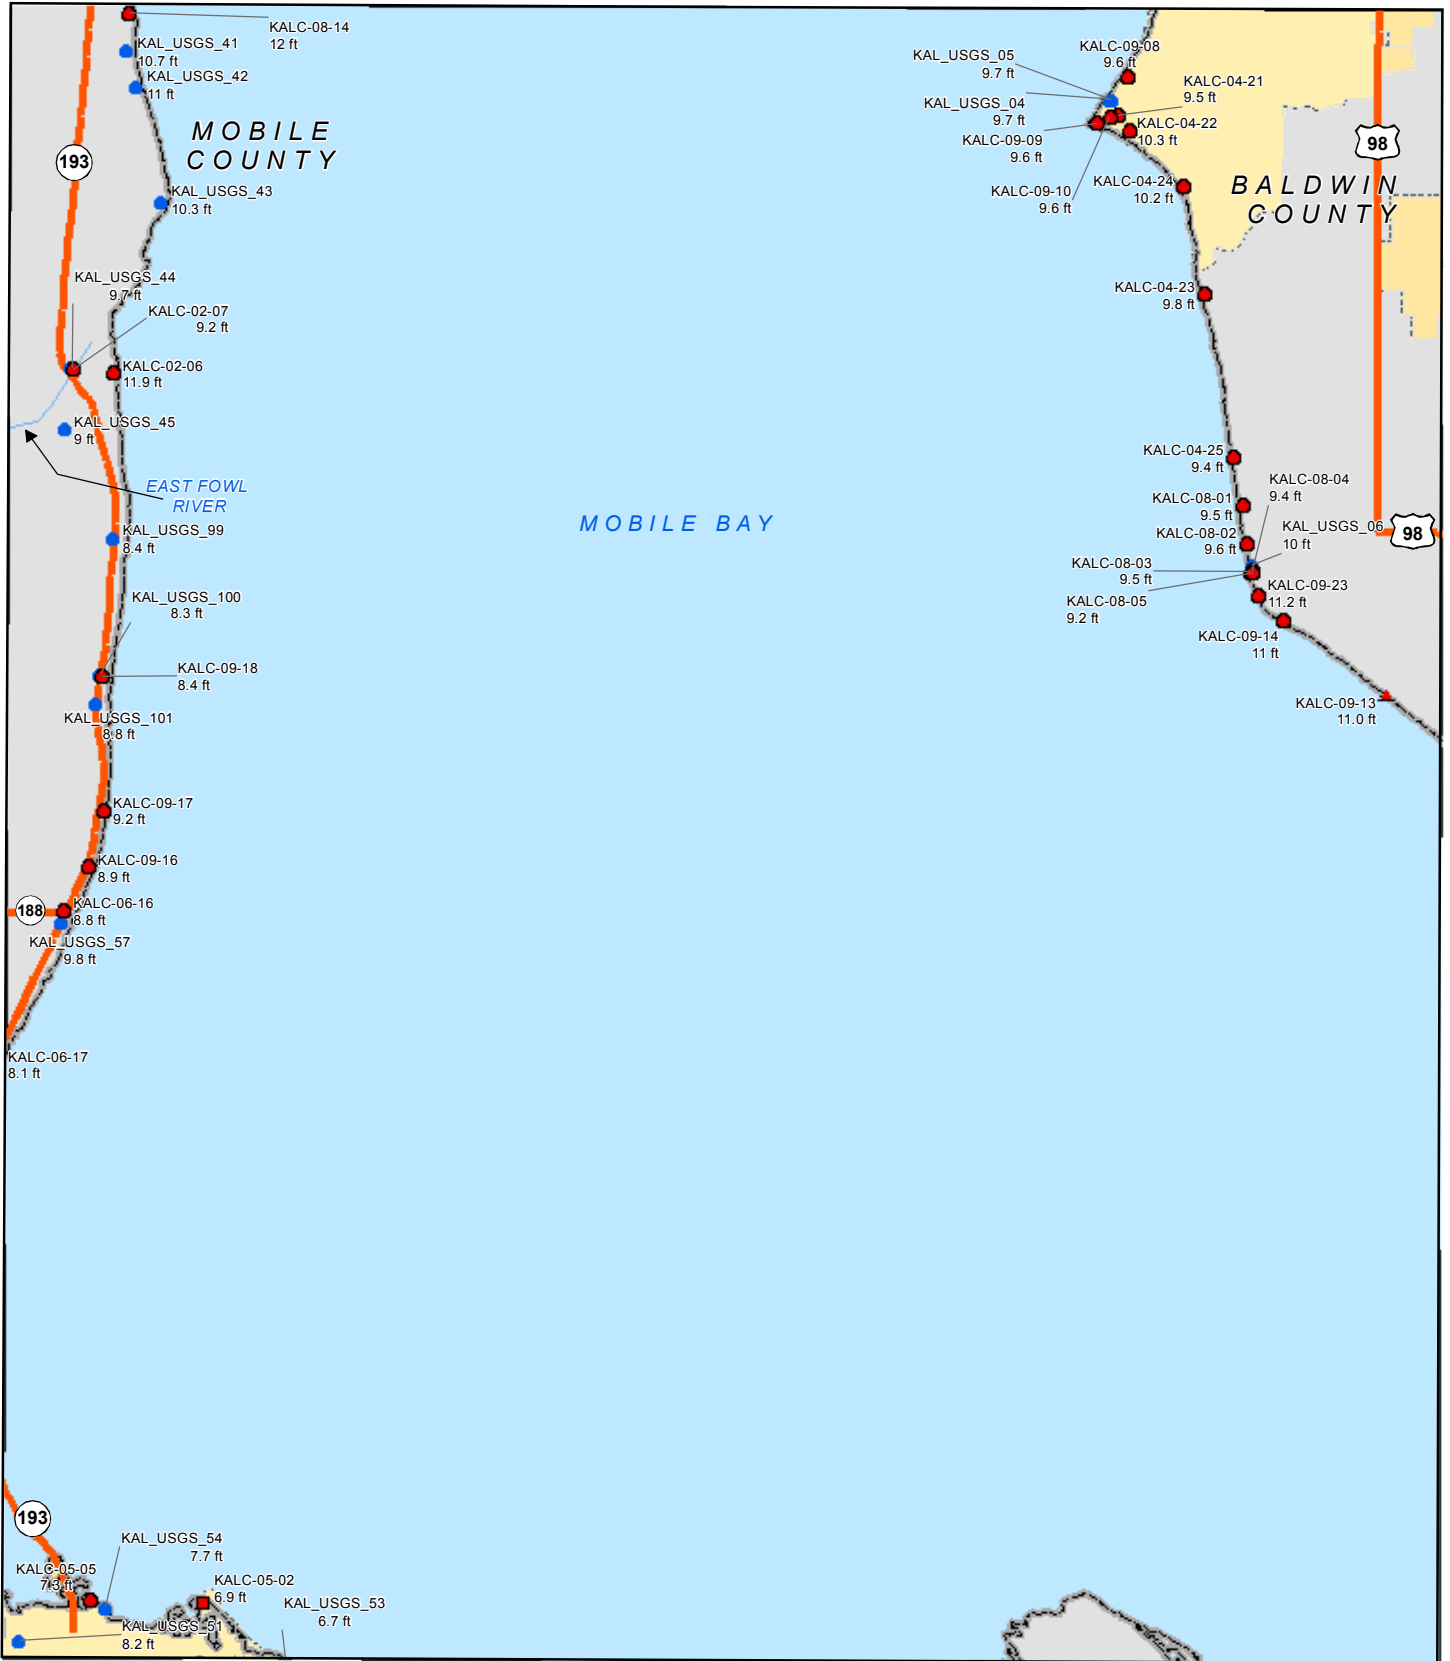 KALC-08-14
12 ft
KAL_USGS_41
10.7 ft
KAL_USGS_42
11 ft
MOBILE
COUNTY
193
KAL_USGS_43
10.3 ft
KAL_USGS_44
9.7 ft
KALC-02-07
9.2 ft
KALC-02-06
11.9 ft
KAL_USGS_45
9 ft
EAST FOWL
RIVER
KAL_USGS_99
8.4 ft
KAL_USGS_100
8.3 ft
KALC-09-18
8.4 ft
KAL_USGS_101
8.8 ft
KALC-09-17
9.2 ft
KALC-09-16
8.9 ft
188
KALC-06-16
8.8 ft
KAL_USGS_57
9.8 ft
KALC-06-17
8.1 ft
MOBILE BAY
KALC-09-08
9.6 ft
KAL_USGS_05
9.7 ft
KALC-04-21
9.5 ft
KAL_USGS_04
9.7 ft
KALC-04-22
10.3 ft
KALC-09-09
9.6 ft
98
KALC-09-10
9.6 ft
KALC-04-24
10.2 ft
BALDWIN
COUNTY
KALC-04-23
9.8 ft
KALC-04-25
9.4 ft
KALC-08-04
9.4 ft
KALC-08-01
9.5 ft
KAL_USGS_06
10 ft
98
KALC-08-02
9.6 ft
KALC-08-03
9.5 ft
KALC-08-05
9.2 ft
KALC-09-23
11.2 ft
KALC-09-14
11 ft
KALC-09-13
11.0 ft
193
KAL_USGS_54
7.7 ft
KALC-05-05
7.3 ft
KALC-05-02
6.9 ft
KAL_USGS_53
6.7 ft
KAL_USGS_51
8.2 ft